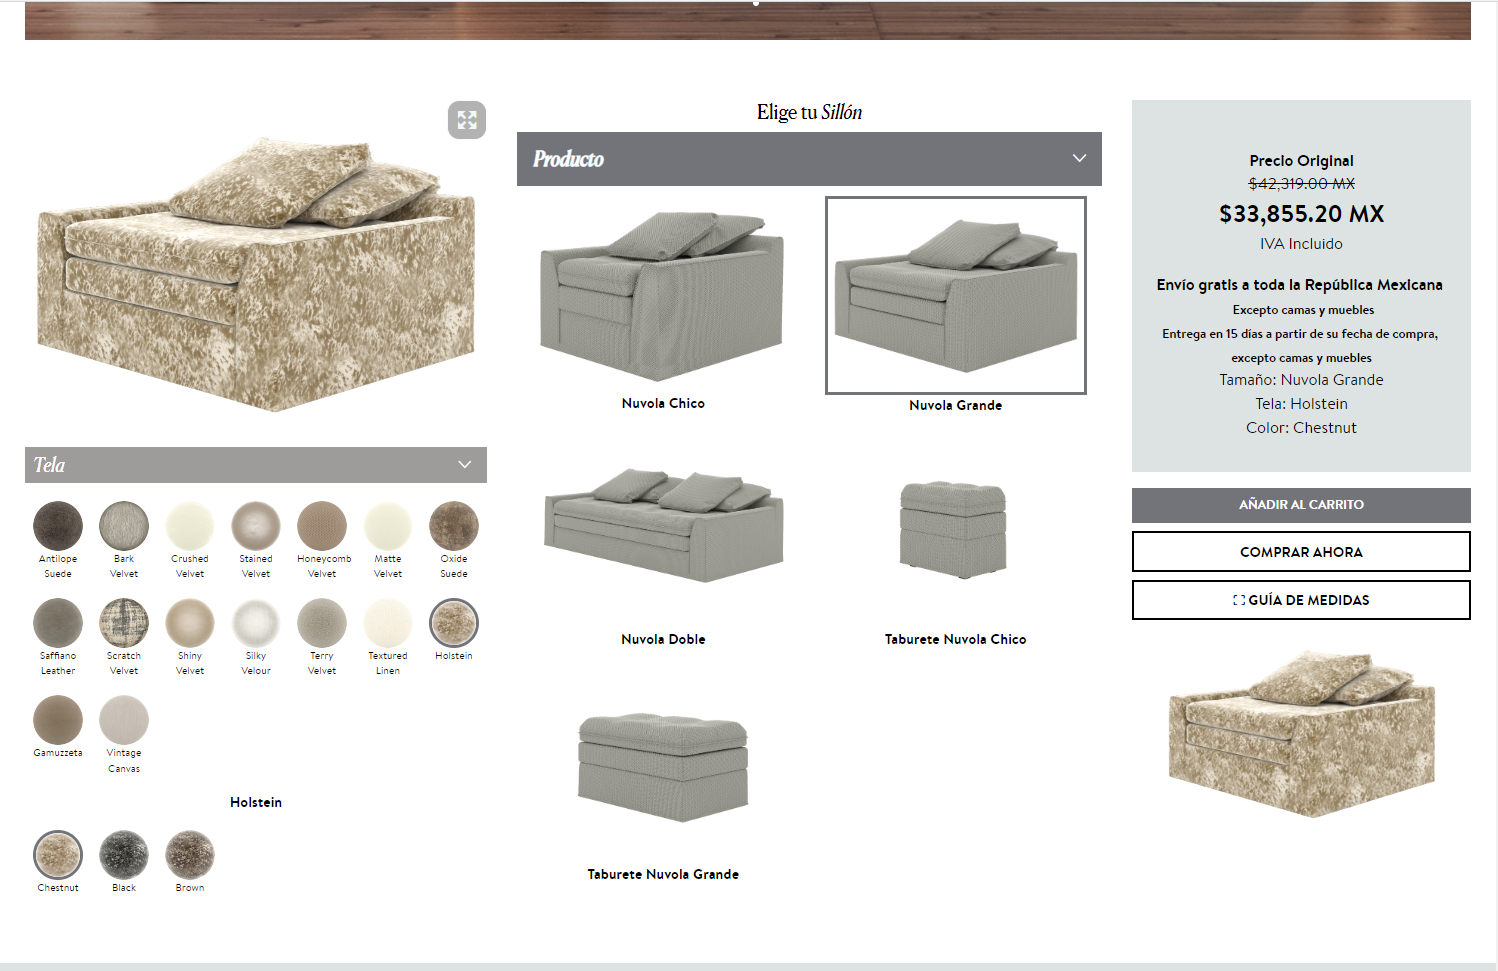 Elige tu Sillón
Producto
Nuvola Chico
Nuvola Grande
Nuvola Doble
Taburete Nuvola Chico
Taburete Nuvola Grande
Tela
Antilope Suede
Bark Velvet
Crushed Velvet
Stained Velvet
Honeycomb Velvet
Matte Velvet
Oxide Suede
Saffiano Leather
Scratch Velvet
Shiny Velvet
Silky Velour
Terry Velvet
Textured Linen
Holstein
Gamuzzeta
Vintage Canvas
Holstein
Chestnut
Black
Brown
Precio Original
$42,319.00 MX
$33,855.20 MX
IVA Incluido
Envío gratis a toda la República Mexicana
Excepto camas y muebles
Entrega en 15 días a partir de su fecha de compra,
excepto camas y muebles
Tamaño: Nuvola Grande
Tela: Holstein
Color: Chestnut
AÑADIR AL CARRITO
COMPRAR AHORA
GUÍA DE MEDIDAS